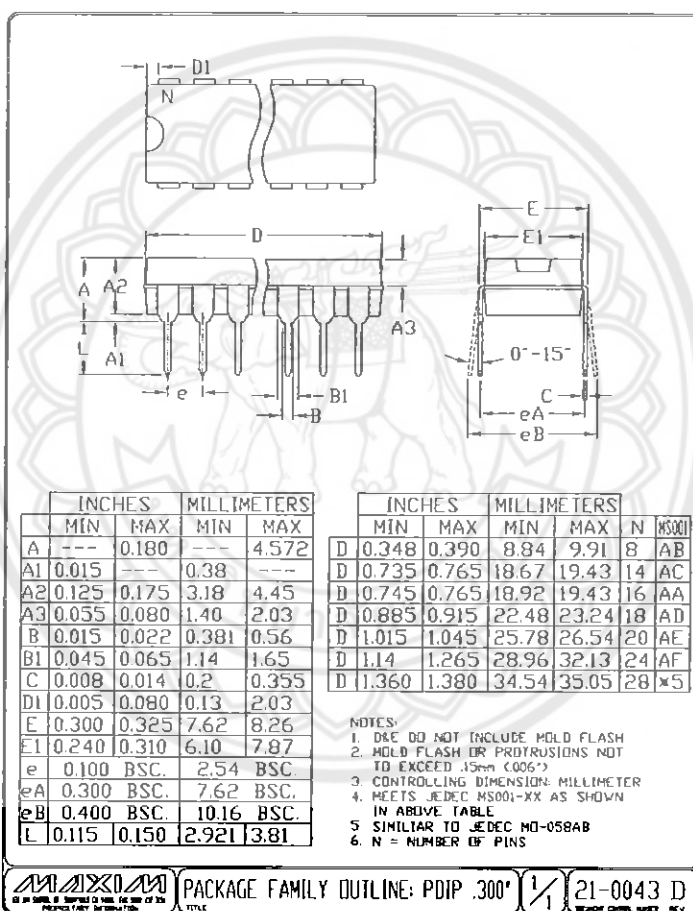 D1
N
D
E
E1
A
A2
A3
L
A1
0°-15°
e
B1
B
C
eA
eB
INCHES MILLIMETERS
MIN MAX MIN MAX
A --- 0.180 --- 4.572
A1 0.015 --- 0.38 ---
A2 0.125 0.175 3.18 4.45
A3 0.055 0.080 1.40 2.03
B 0.015 0.022 0.381 0.56
B1 0.045 0.065 1.14 1.65
C 0.008 0.014 0.2 0.355
D1 0.005 0.080 0.13 2.03
E 0.300 0.325 7.62 8.26
E1 0.240 0.310 6.10 7.87
e 0.100 BSC. 2.54 BSC.
eA 0.300 BSC. 7.62 BSC.
eB 0.400 BSC. 10.16 BSC.
L 0.115 0.150 2.921 3.81
INCHES MILLIMETERS
MIN MAX MIN MAX N MS001
D 0.348 0.390 8.84 9.91 8 AB
D 0.735 0.765 18.67 19.43 14 AC
D 0.745 0.765 18.92 19.43 16 AA
D 0.885 0.915 22.48 23.24 18 AD
D 1.015 1.045 25.78 26.54 20 AE
D 1.14 1.265 28.96 32.13 24 AF
D 1.360 1.380 34.54 35.05 28 *5
NOTES:
1. D&E DO NOT INCLUDE MOLD FLASH
2. MOLD FLASH OR PROTRUSIONS NOT
TO EXCEED .15mm (.006")
3. CONTROLLING DIMENSION: MILLIMETER
4. MEETS JEDEC MS001-XX AS SHOWN
IN ABOVE TABLE
5. SIMILIAR TO JEDEC MO-058AB
6. N = NUMBER OF PINS
MAXIM
PROPRIETARY INFORMATION
TITLE
PACKAGE FAMILY OUTLINE: PDIP .300"
1/1
21-0043 D